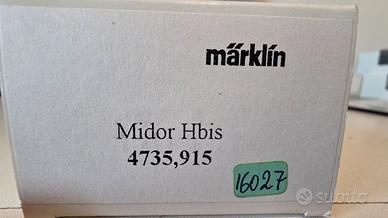 märklin
Midor Hbis
4735,915
16027
subito